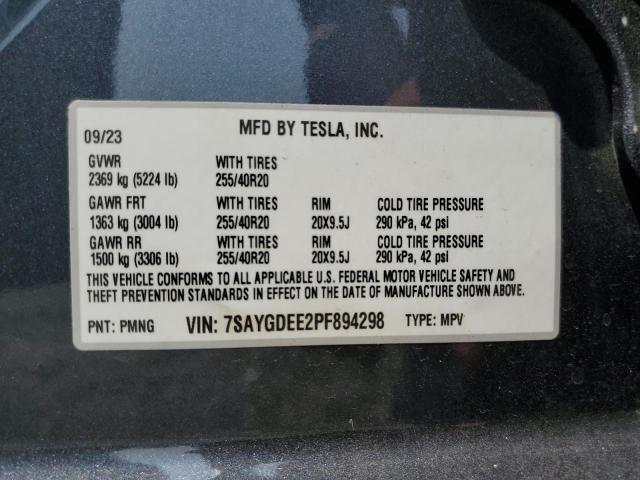 09/23 MFD BY TESLA, INC.
GVWR WITH TIRES
2369 kg (5224 lb) 255/40R20
GAWR FRT WITH TIRES RIM COLD TIRE PRESSURE
1363 kg (3004 lb) 255/40R20 20X9.5J 290 kPa, 42 psi
GAWR RR WITH TIRES RIM COLD TIRE PRESSURE
1500 kg (3306 lb) 255/40R20 20X9.5J 290 kPa, 42 psi
THIS VEHICLE CONFORMS TO ALL APPLICABLE U.S. FEDERAL MOTOR VEHICLE SAFETY AND
THEFT PREVENTION STANDARDS IN EFFECT ON THE DATE OF MANUFACTURE SHOWN ABOVE.
PNT: PMNG VIN: 7SAYGDEE2PF894298 TYPE: MPV